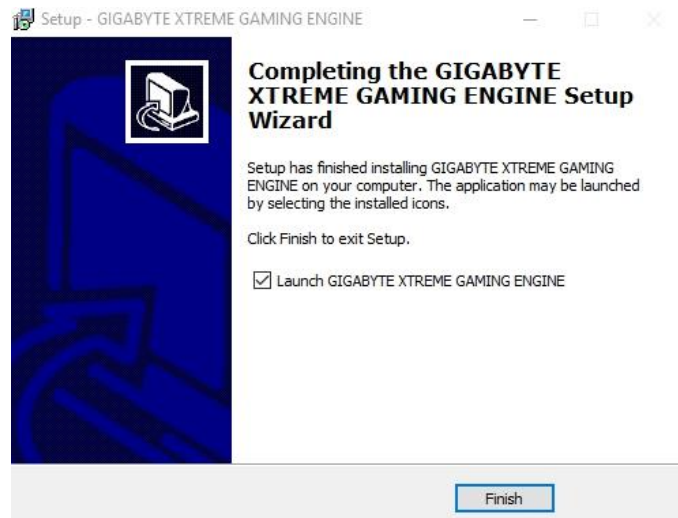 Setup - GIGABYTE XTREME GAMING ENGINE
Completing the GIGABYTE
XTREME GAMING ENGINE Setup
Wizard
Setup has finished installing GIGABYTE XTREME GAMING
ENGINE on your computer. The application may be launched
by selecting the installed icons.
Click Finish to exit Setup.
Launch GIGABYTE XTREME GAMING ENGINE
Finish